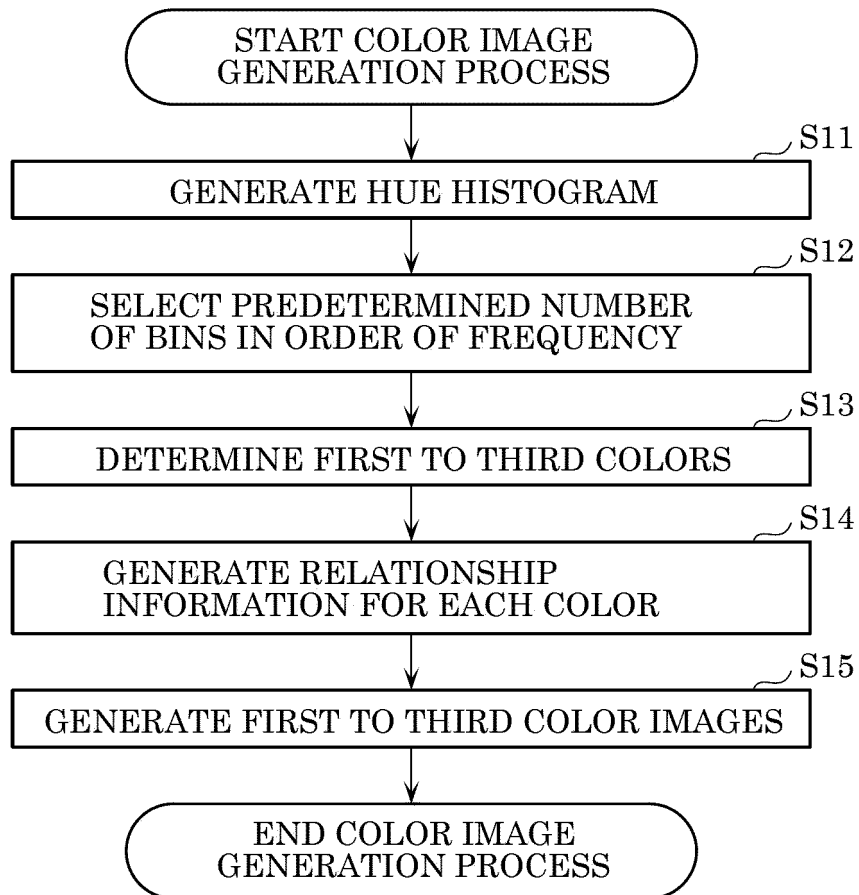 START COLOR IMAGE
GENERATION PROCESS
S11
GENERATE HUE HISTOGRAM
S12
SELECT PREDETERMINED NUMBER
OF BINS IN ORDER OF FREQUENCY
S13
DETERMINE FIRST TO THIRD COLORS
S14
GENERATE RELATIONSHIP
INFORMATION FOR EACH COLOR
S15
GENERATE FIRST TO THIRD COLOR IMAGES
END COLOR IMAGE
GENERATION PROCESS